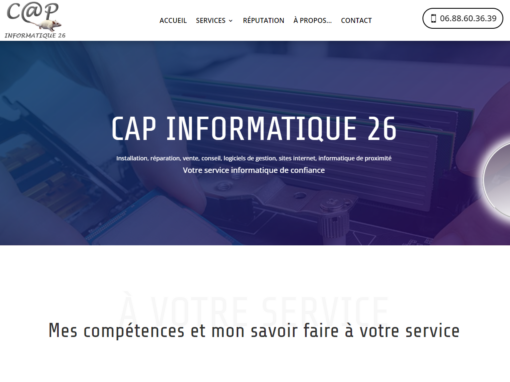 C@P
INFORMATIQUE 26
ACCUEIL SERVICES RÉPUTATION À PROPOS... CONTACT
06.88.60.36.39
CAP INFORMATIQUE 26
Installation, réparation, vente, conseil, logiciels de gestion, sites internet, informatique de proximité
Votre service informatique de confiance
À VOTRE SERVICE
Mes compétences et mon savoir faire à votre service